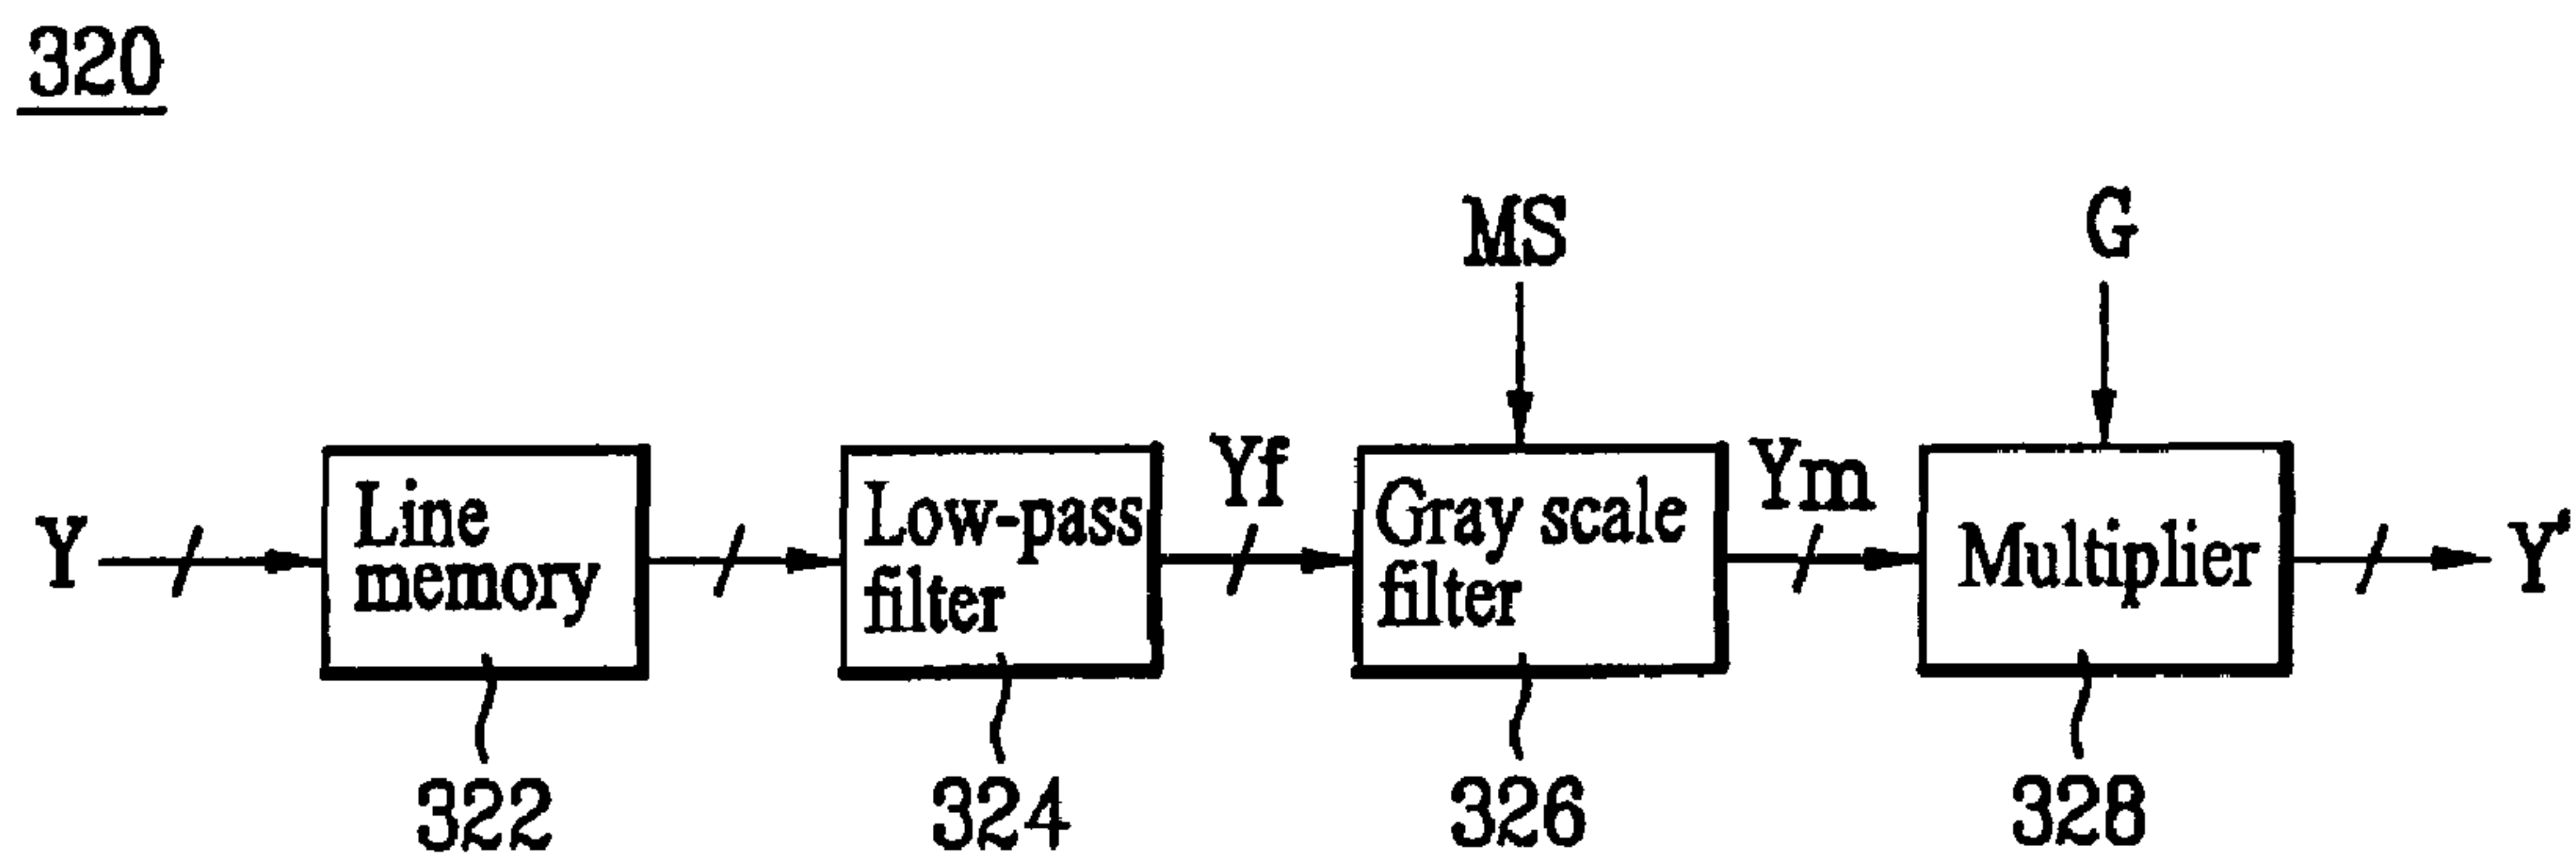 320
MS
G
Y
Line
memory
Low-pass
filter
Yf
Gray scale
filter
Ym
Multiplier
Y'
322
324
326
328